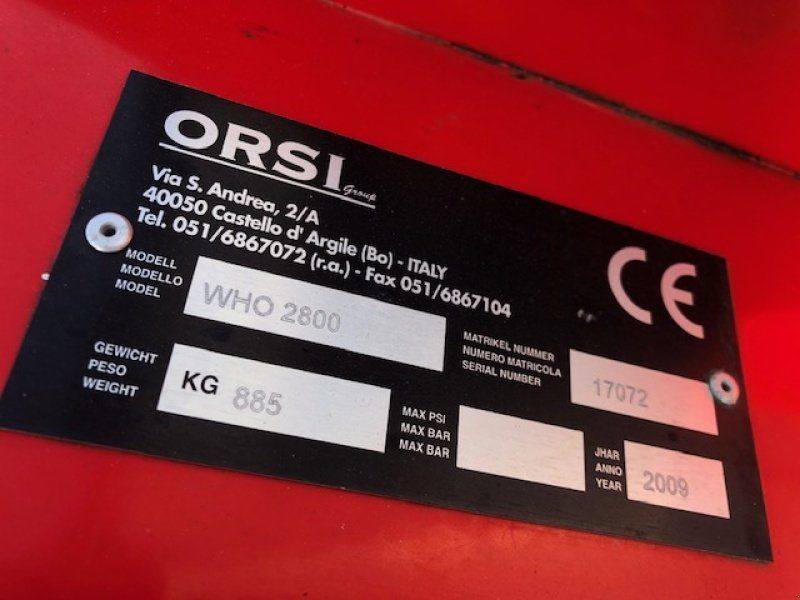 ORSI
Group
Via S. Andrea, 2/A
40050 Castello d' Argile (Bo) - ITALY
Tel. 051/6867072 (r.a.) - Fax 051/6867104
CE
MODELL
MODELLO
MODEL
WHO 2800
MATRIKEL NUMMER
NUMERO MATRICOLA
SERIAL NUMBER
17072
GEWICHT
PESO
WEIGHT
KG 885
MAX PSI
MAX BAR
MAX BAR
JHAR
ANNO
YEAR
2009